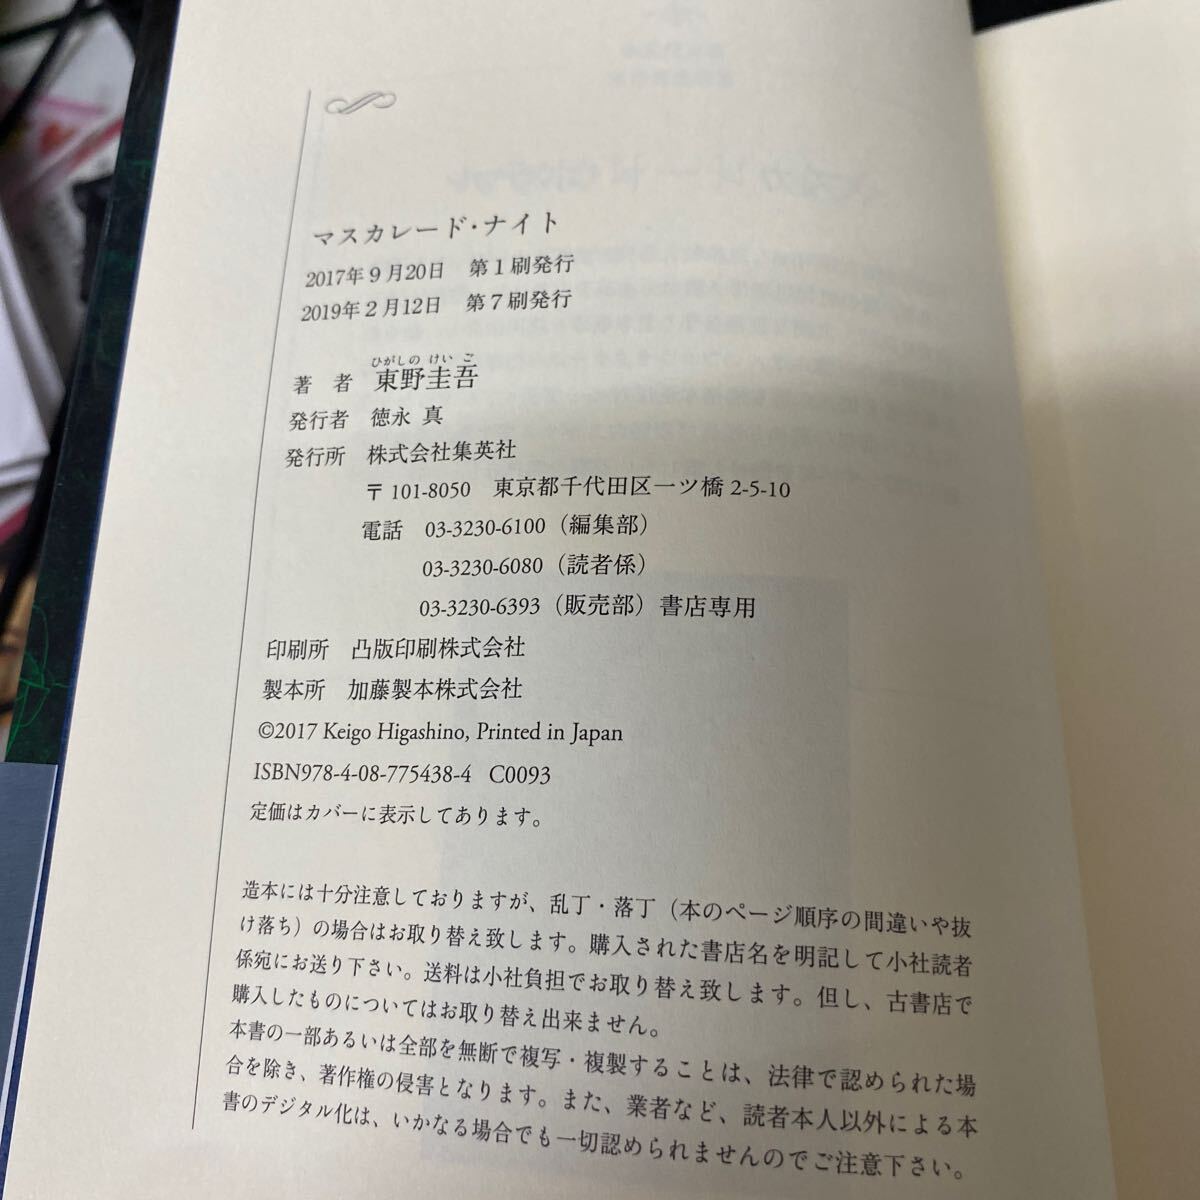 マスカレード・ナイト
2017年9月20日　第1刷発行
2019年2月12日　第7刷発行
ひがしの けい ご
著　者　東野圭吾
発行者　徳永 真
発行所　株式会社集英社
〒101-8050　東京都千代田区一ツ橋 2-5-10
電話　03-3230-6100（編集部）
03-3230-6080（読者係）
03-3230-6393（販売部）書店専用
印刷所　凸版印刷株式会社
製本所　加藤製本株式会社
©2017 Keigo Higashino, Printed in Japan
ISBN978-4-08-775438-4　C0093
定価はカバーに表示してあります。
造本には十分注意しておりますが、乱丁・落丁（本のページ順序の間違いや抜
け落ち）の場合はお取り替え致します。購入された書店名を明記して小社読者
係宛にお送り下さい。送料は小社負担でお取り替え致します。但し、古書店で
購入したものについてはお取り替え出来ません。
本書の一部あるいは全部を無断で複写・複製することは、法律で認められた場
合を除き、著作権の侵害となります。また、業者など、読者本人以外による本
書のデジタル化は、いかなる場合でも一切認められませんのでご注意下さい。